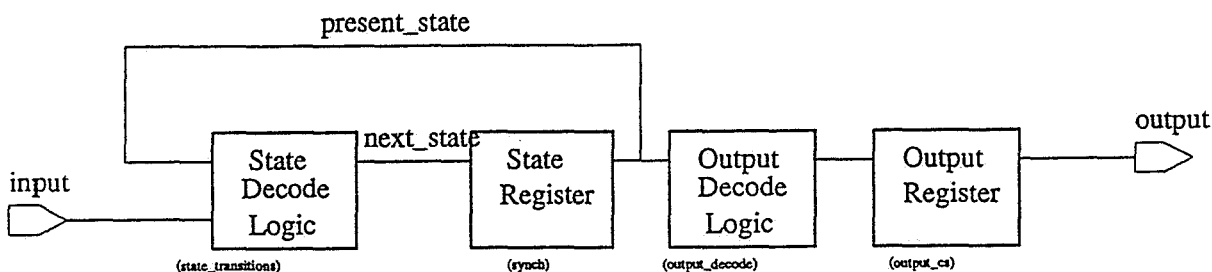 present_state
input
State
Decode
Logic
(state_transitions)
next_state
State
Register
(synch)
Output
Decode
Logic
(output_decode)
Output
Register
(output_cs)
output